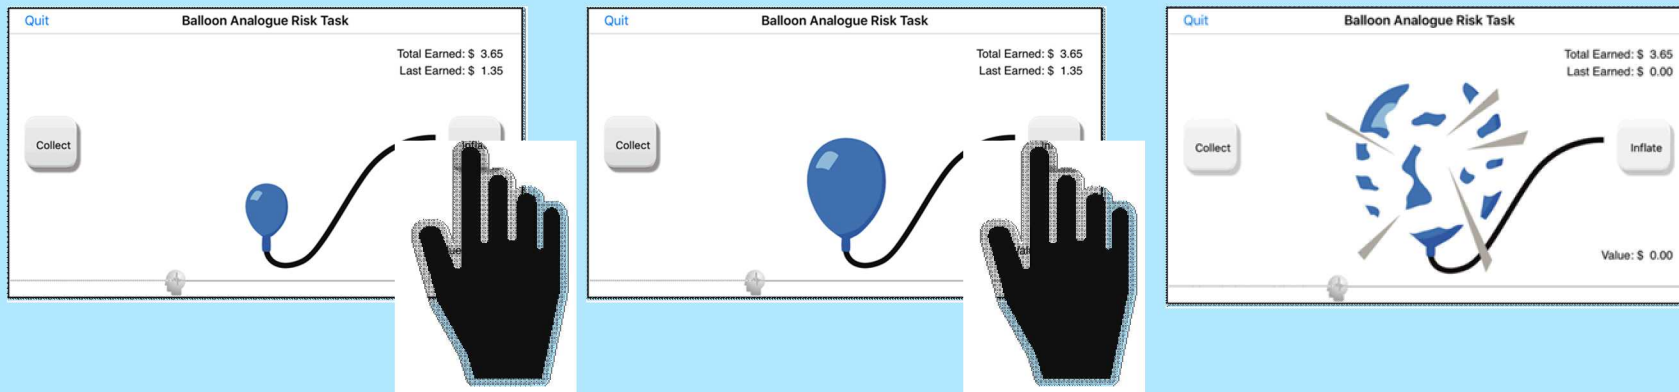 Quit
Balloon Analogue Risk Task
Total Earned: $ 3.65
Last Earned: $ 1.35
Collect
Quit
Balloon Analogue Risk Task
Total Earned: $ 3.65
Last Earned: $ 1.35
Collect
Quit
Balloon Analogue Risk Task
Total Earned: $ 3.65
Last Earned: $ 0.00
Collect
Inflate
Value: $ 0.00